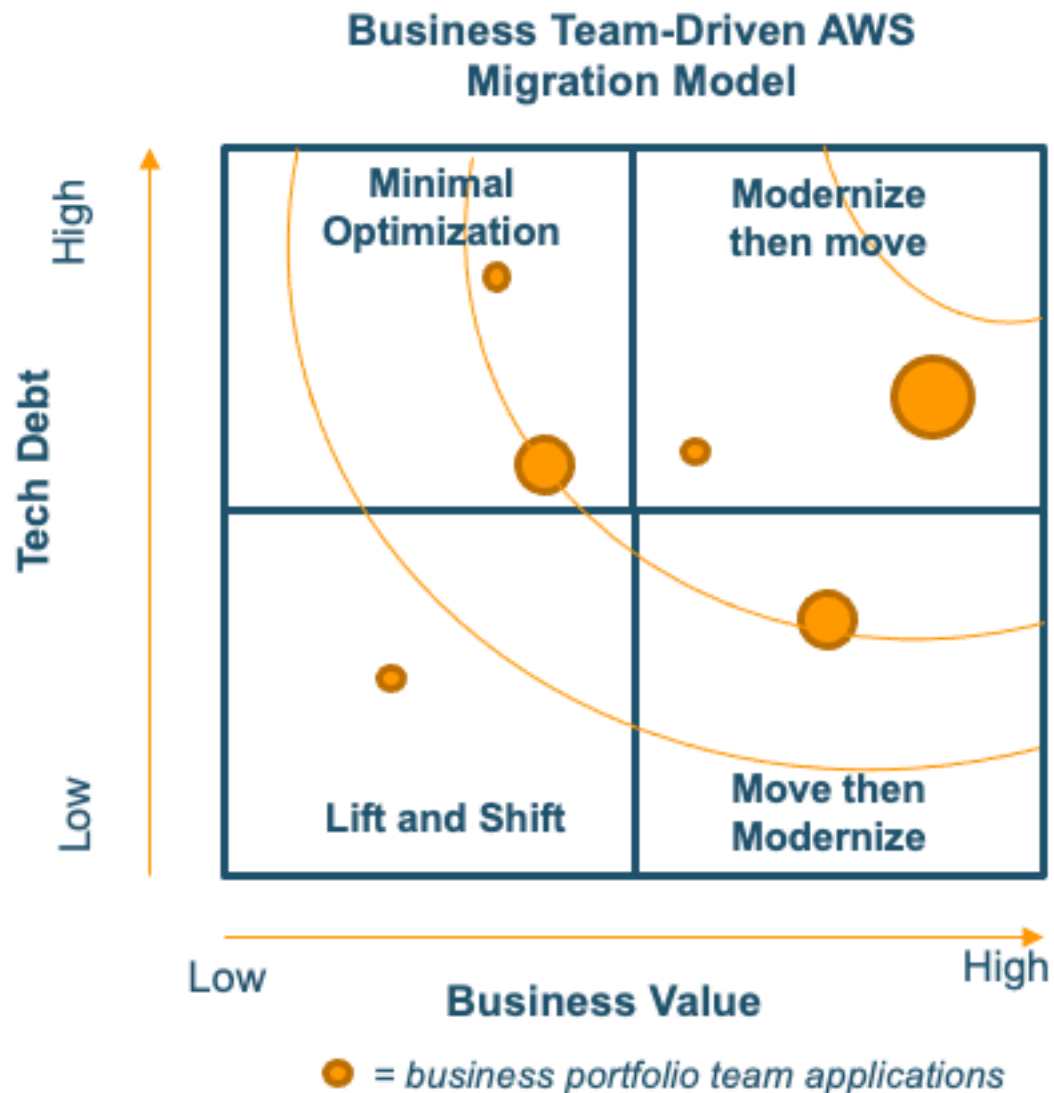 Business Team-Driven AWS
Migration Model
High
Tech Debt
Low
Minimal
Optimization
Modernize
then move
Lift and Shift
Move then
Modernize
Low
High
Business Value
= business portfolio team applications